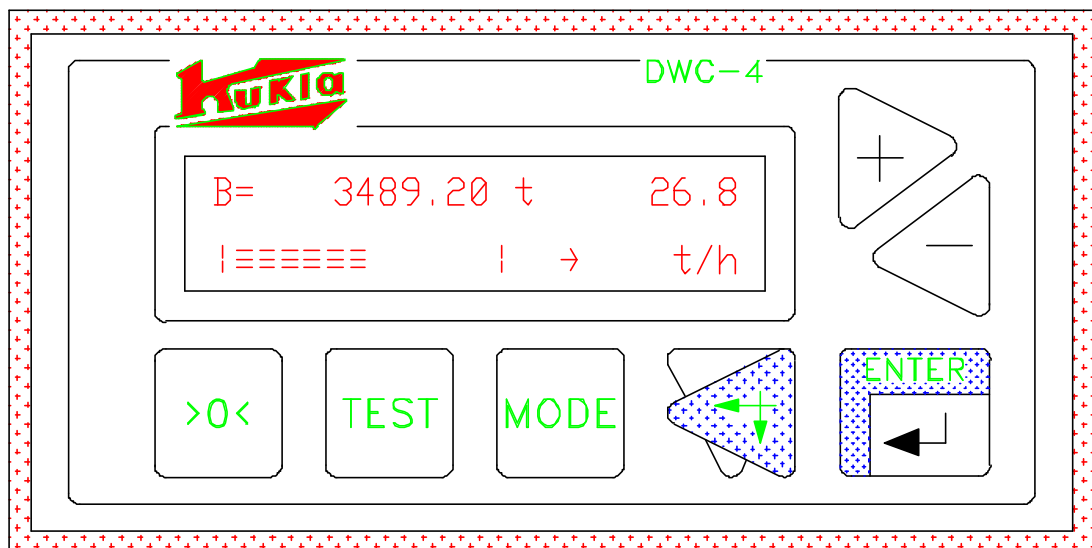 kukla
DWC-4
B= 3489.20 t 26.8
|≡≡≡≡≡≡ | → t/h
+
−
>0<
TEST
MODE
ENTER